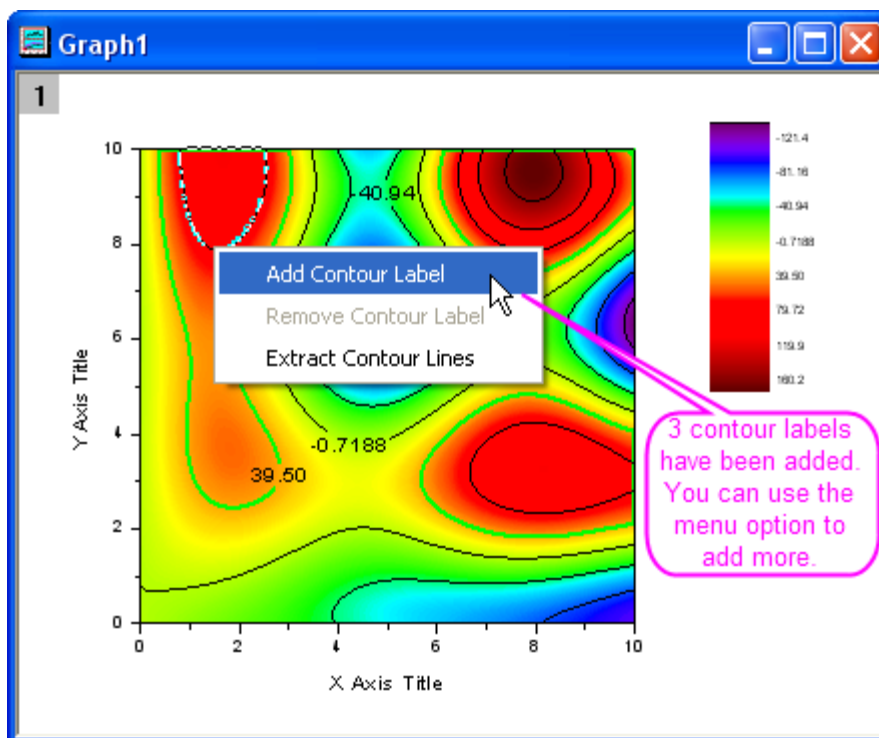 Graph1
1
10
8
6
4
2
0
0
2
4
6
8
10
Y Axis Title
X Axis Title
-40.94
-0.7188
39.50
Add Contour Label
Remove Contour Label
Extract Contour Lines
-121.4
-81.16
-40.94
-0.7188
39.50
79.72
119.9
160.2
3 contour labels
have been added.
You can use the
menu option to
add more.